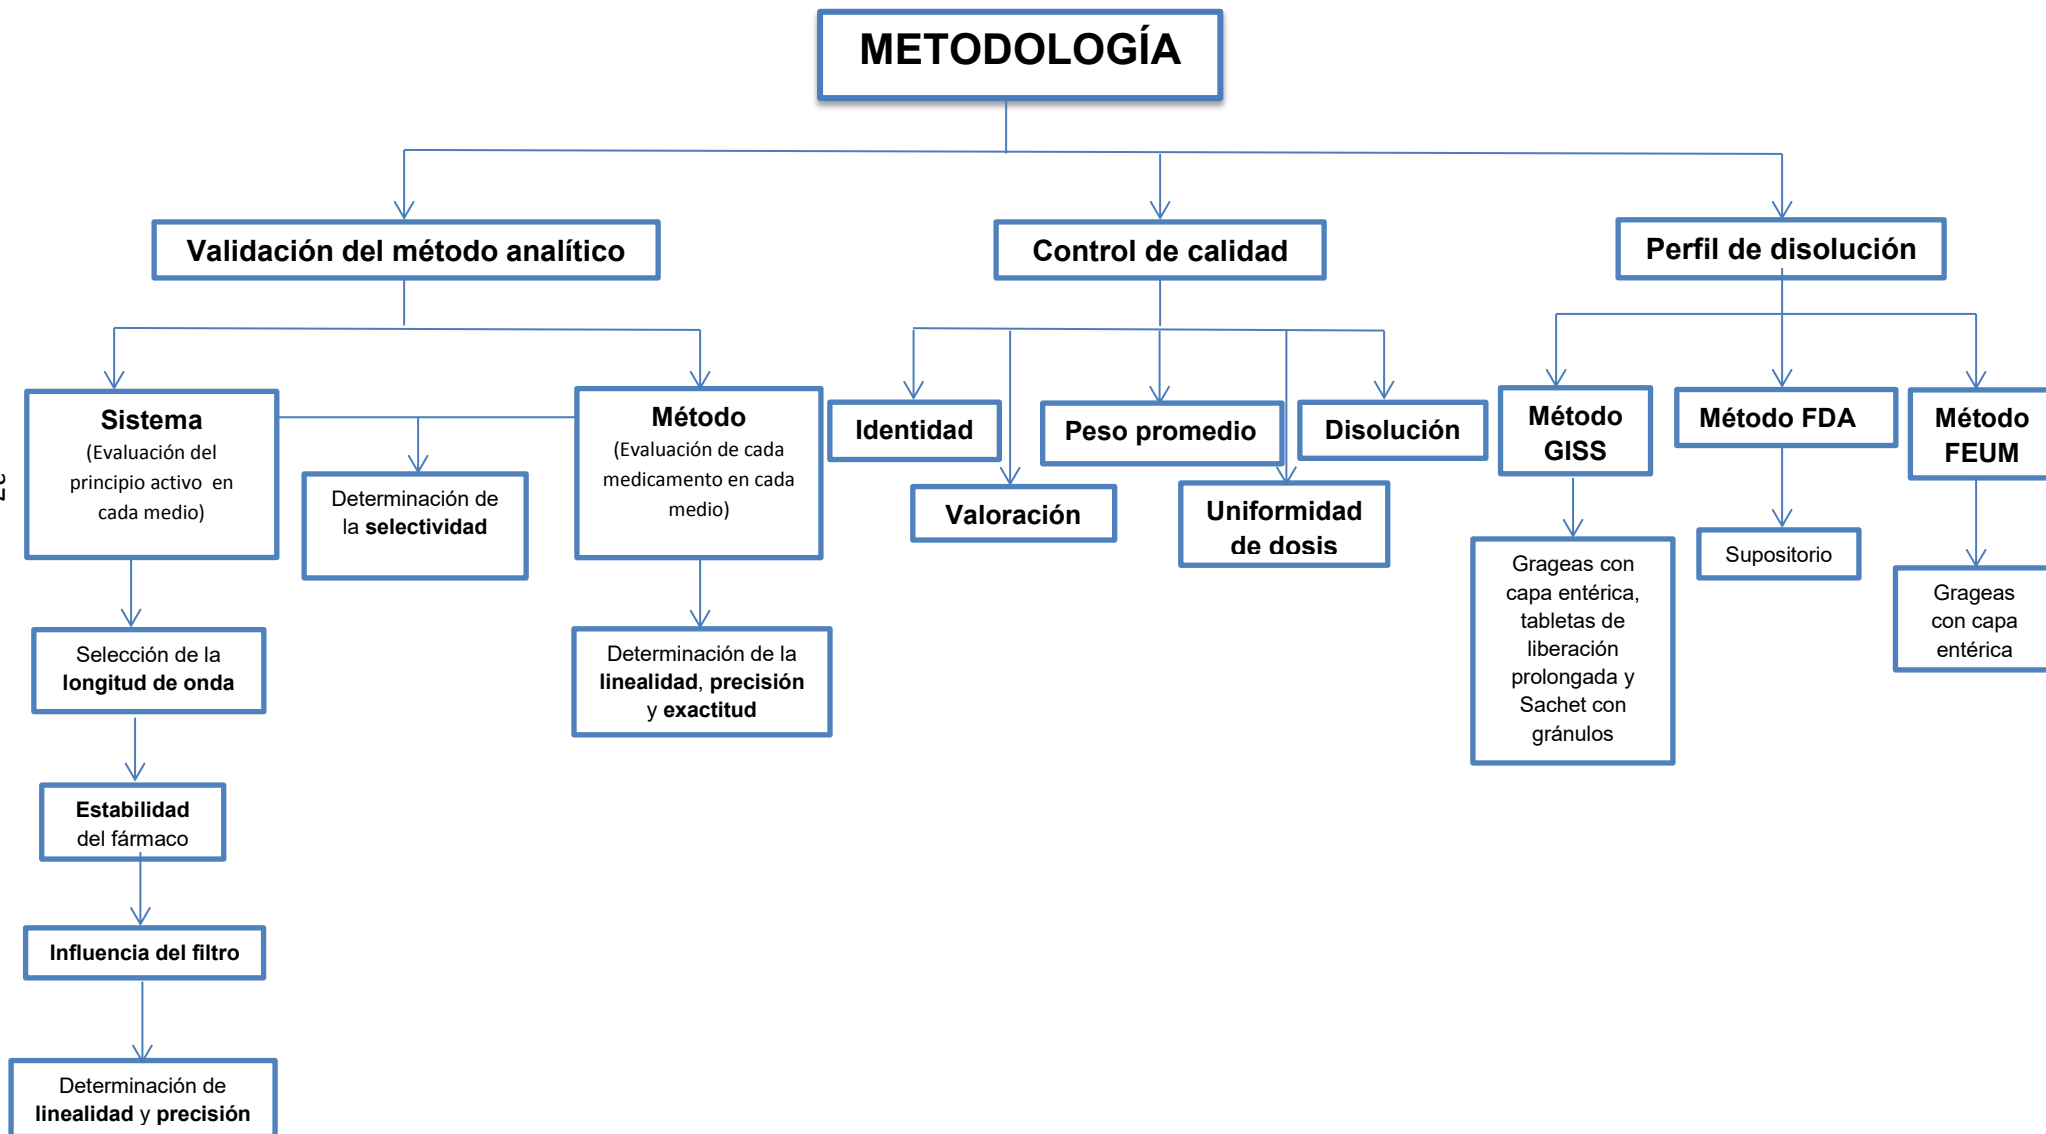 METODOLOGÍA
Validación del método analítico
Control de calidad
Perfil de disolución
Sistema
(Evaluación del
principio activo en
cada medio)
Determinación de
la selectividad
Método
(Evaluación de cada
medicamento en cada
medio)
Identidad
Valoración
Peso promedio
Uniformidad
de dosis
Disolución
Método
GISS
Método FDA
Método
FEUM
Grageas con
capa entérica,
tabletas de
liberación
prolongada y
Sachet con
gránulos
Supositorio
Grageas
con capa
entérica
Selección de la
longitud de onda
Determinación de la
linealidad, precisión
y exactitud
Estabilidad
del fármaco
Influencia del filtro
Determinación de
linealidad y precisión